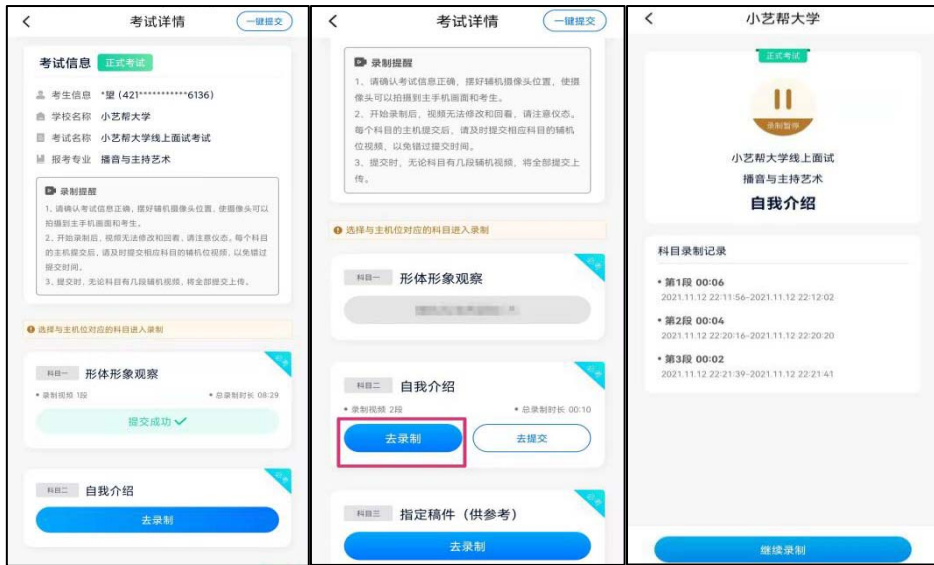 考试详情
一键提交
考试信息 正式考试
考生信息 *望 (421***********6136)
学校名称 小艺帮大学
考试名称 小艺帮大学线上面试考试
报考专业 播音与主持艺术
录制提醒
1、请确认考试信息正确，摆好辅机摄像头位置，使摄像头可以
拍摄到主手机画面和考生。
2、开始录制后，视频无法修改和回看，请注意仪态。每个科目
的主机提交后，请及时提交相应科目的辅机位视频，以免错过
提交时间。
3、提交时，无论科目有几段辅机视频，将全部提交上传。
选择与主机位对应的科目进入录制
科目一 形体形象观察
• 录制视频 1段
• 总录制时长 08:29
提交成功
科目二 自我介绍
去录制
考试详情
一键提交
录制提醒
1、请确认考试信息正确，摆好辅机摄像头位置，使摄
像头可以拍摄到主手机画面和考生。
2、开始录制后，视频无法修改和回看，请注意仪态。
每个科目的主机提交后，请及时提交相应科目的辅机
位视频，以免错过提交时间。
3、提交时，无论科目有几段辅机视频，将全部提交上
传。
选择与主机位对应的科目进入录制
科目一 形体形象观察
科目二 自我介绍
• 录制视频 2段
• 总录制时长 00:10
去录制
去提交
科目三 指定稿件（供参考）
去录制
小艺帮大学
正式考试
录制暂停
小艺帮大学线上面试
播音与主持艺术
自我介绍
科目录制记录
• 第1段 00:06
2021.11.12 22:11:56-2021.11.12 22:12:02
• 第2段 00:04
2021.11.12 22:20:16-2021.11.12 22:20:20
• 第3段 00:02
2021.11.12 22:21:39-2021.11.12 22:21:41
继续录制